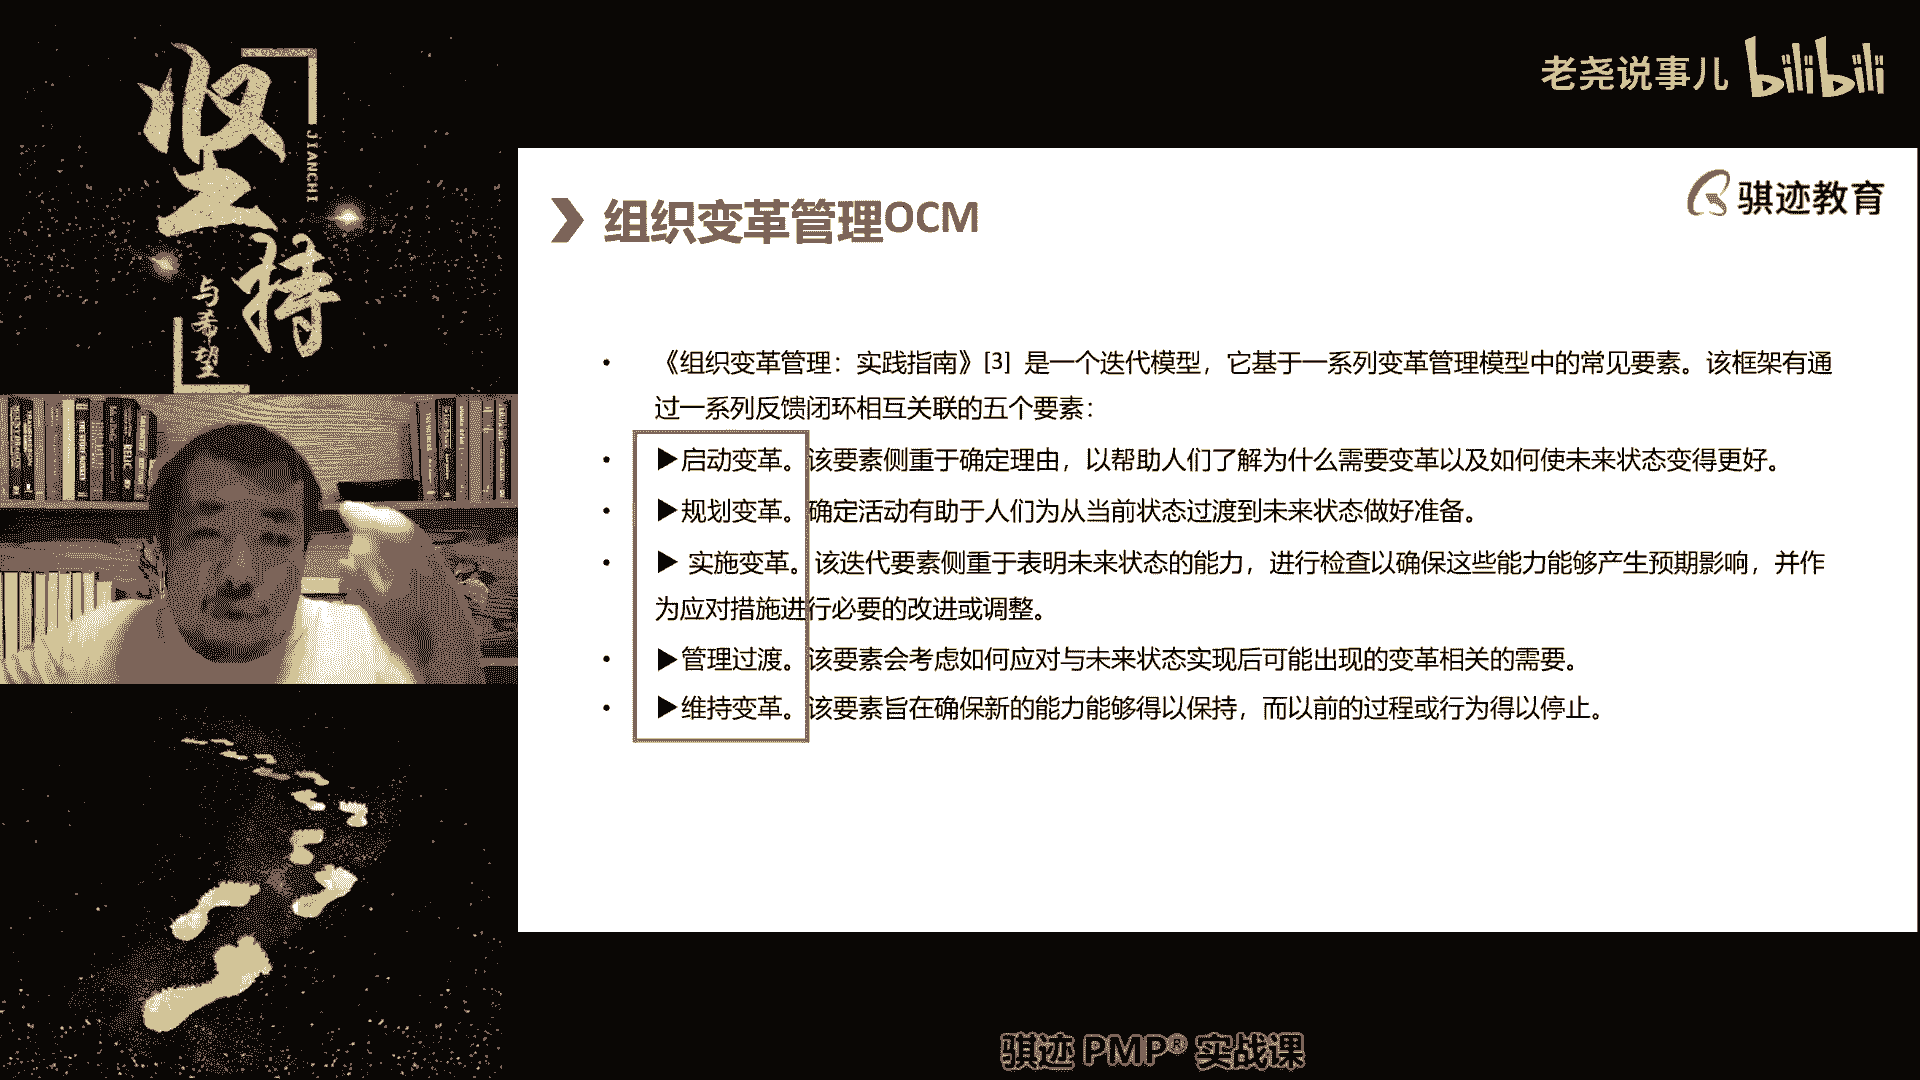 坚持
JIANCHI
与希望
老尧说事儿 bilibili
骐迹教育
组织变革管理OCM
• 《组织变革管理：实践指南》[3] 是一个迭代模型，它基于一系列变革管理模型中的常见要素。该框架有通
过一系列反馈闭环相互关联的五个要素：
• ▶启动变革。该要素侧重于确定理由，以帮助人们了解为什么需要变革以及如何使未来状态变得更好。
• ▶规划变革。确定活动有助于人们为从当前状态过渡到未来状态做好准备。
• ▶ 实施变革。该迭代要素侧重于表明未来状态的能力，进行检查以确保这些能力能够产生预期影响，并作
为应对措施进行必要的改进或调整。
• ▶管理过渡。该要素会考虑如何应对与未来状态实现后可能出现的变革相关的需要。
• ▶维持变革。该要素旨在确保新的能力能够得以保持，而以前的过程或行为得以停止。
骐迹 PMP® 实战课